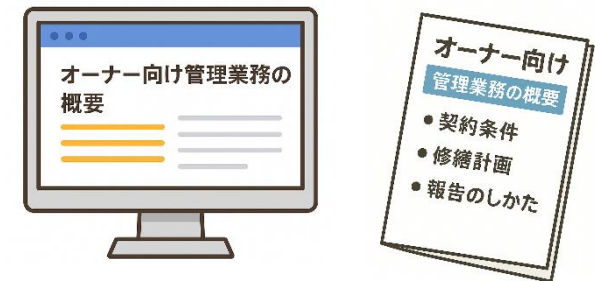 オーナー向け管理業務の
概要
オーナー向け
管理業務の概要
● 契約条件
● 修繕計画
● 報告のしかた